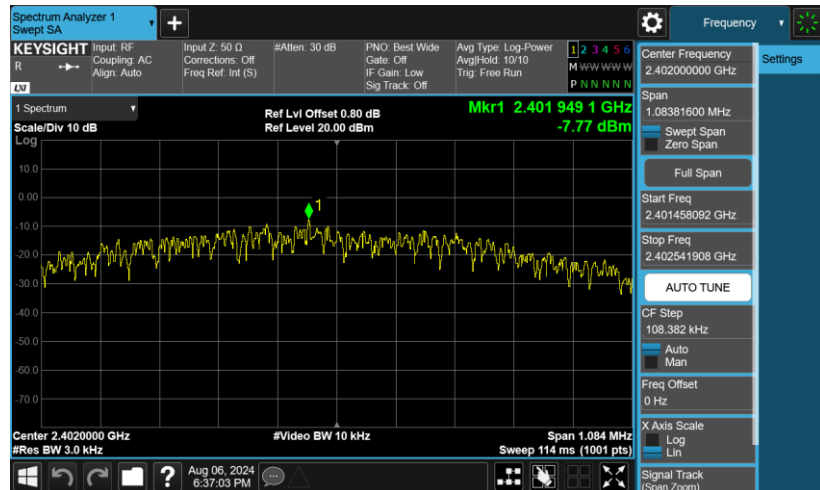 Spectrum Analyzer 1
Swept SA
Frequency
KEYSIGHT
R
LXI
Input: RF
Coupling: AC
Align: Auto
Input Z: 50 Ω
Corrections: Off
Freq Ref: Int (S)
#Atten: 30 dB
PNO: Best Wide
Gate: Off
IF Gain: Low
Sig Track: Off
Avg Type: Log-Power
Avg|Hold: 10/10
Trig: Free Run
1 2 3 4 5 6
M W W W W W
P N N N N N
1 Spectrum
Scale/Div 10 dB
Log
Ref Lvl Offset 0.80 dB
Ref Level 20.00 dBm
Mkr1 2.401 949 1 GHz
-7.77 dBm
10.0
0.00
-10.0
-20.0
-30.0
-40.0
-50.0
-60.0
-70.0
1
Center 2.4020000 GHz
#Res BW 3.0 kHz
#Video BW 10 kHz
Span 1.084 MHz
Sweep 114 ms (1001 pts)
Aug 06, 2024
6:37:03 PM
Center Frequency
2.402000000 GHz
Span
1.08381600 MHz
Swept Span
Zero Span
Full Span
Start Freq
2.401458092 GHz
Stop Freq
2.402541908 GHz
AUTO TUNE
CF Step
108.382 kHz
Auto
Man
Freq Offset
0 Hz
X Axis Scale
Log
Lin
Signal Track
(Span Zoom)
Settings